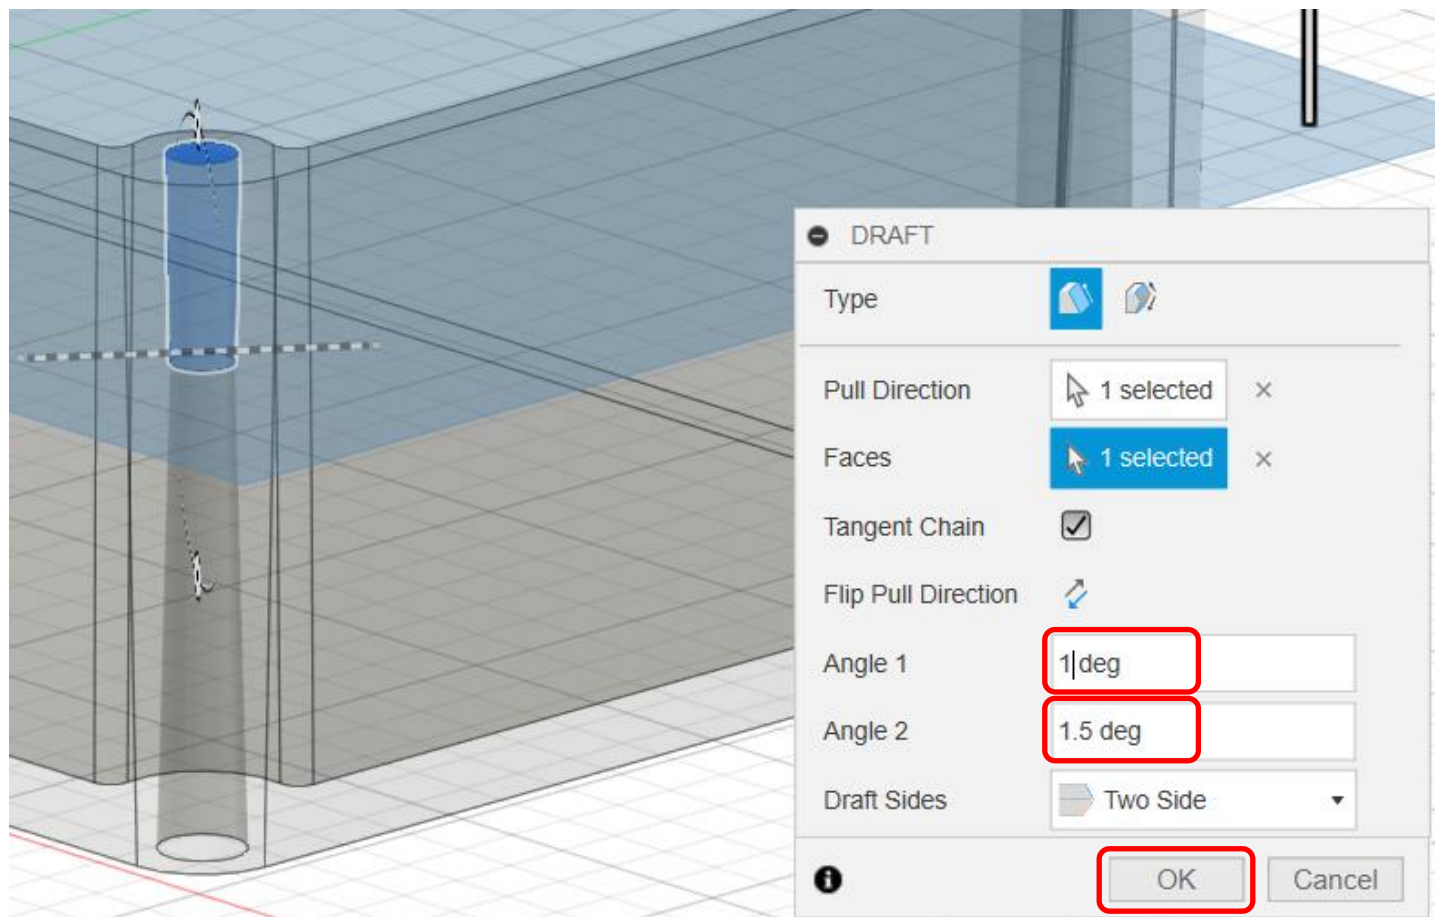 DRAFT
Type
Pull Direction 1 selected
Faces 1 selected
Tangent Chain
Flip Pull Direction
Angle 1 1 deg
Angle 2 1.5 deg
Draft Sides Two Side
OK Cancel